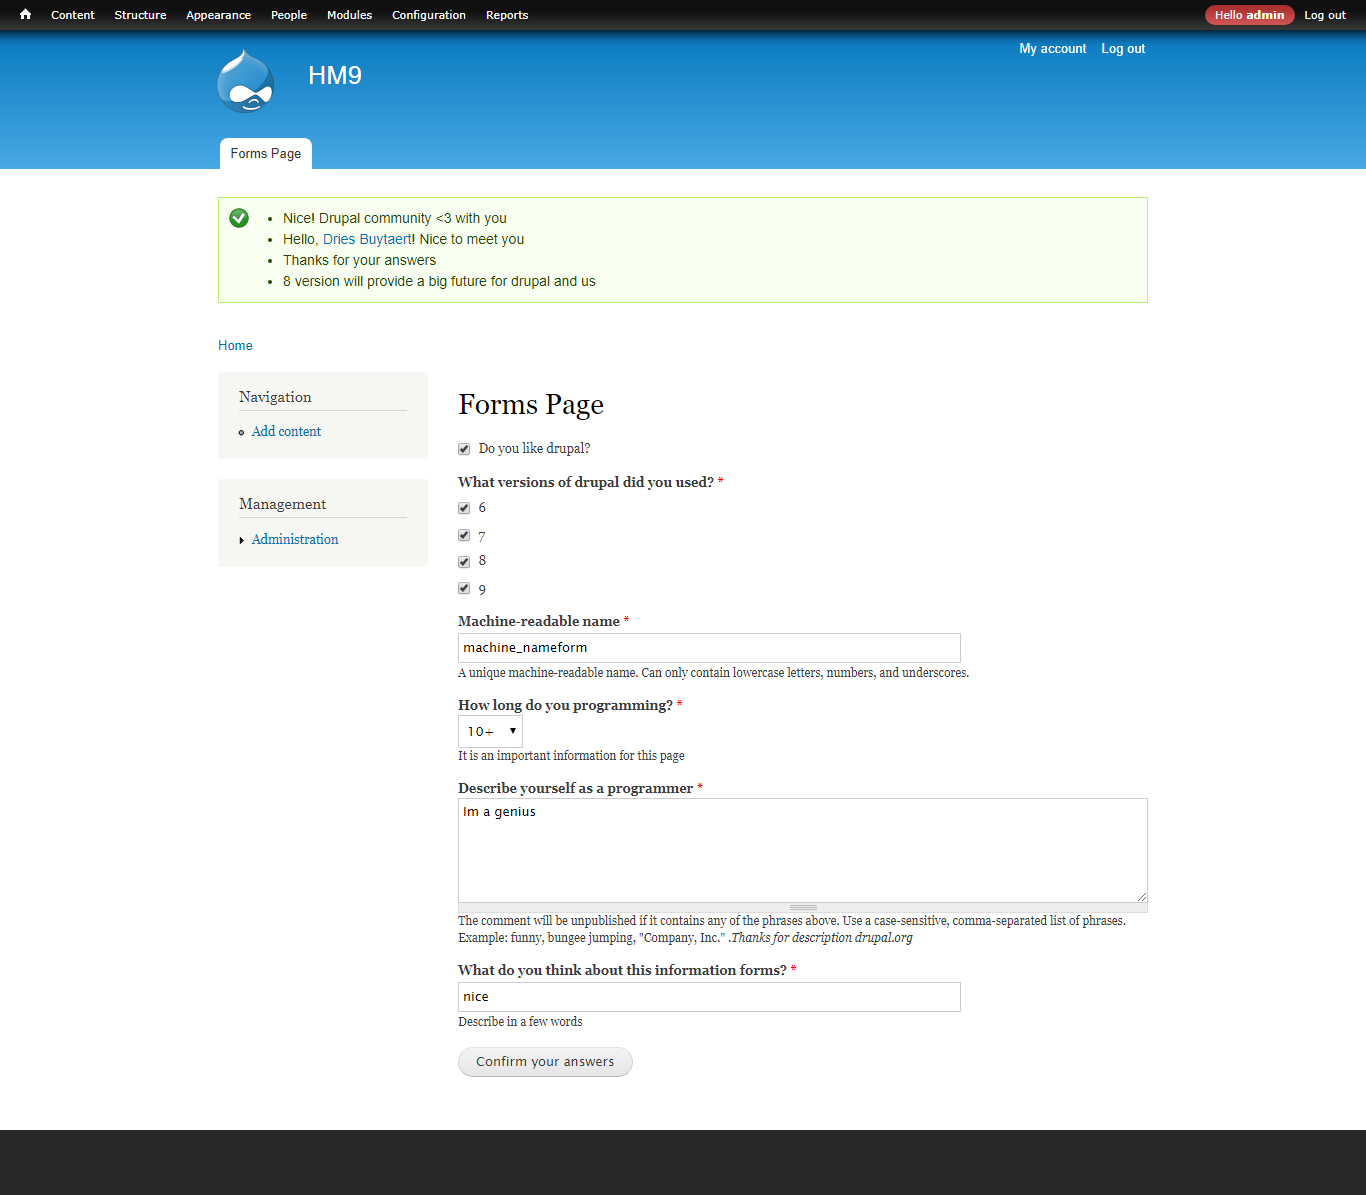 Content Structure Appearance People Modules Configuration Reports Hello admin Log out
My account Log out
HM9
Forms Page
Nice! Drupal community <3 with you
Hello, Dries Buytaert! Nice to meet you
Thanks for your answers
8 version will provide a big future for drupal and us
Home
Navigation
Add content
Management
Administration
Forms Page
Do you like drupal?
What versions of drupal did you used? *
6
7
8
9
Machine-readable name *
machine_nameform
A unique machine-readable name. Can only contain lowercase letters, numbers, and underscores.
How long do you programming? *
10+
It is an important information for this page
Describe yourself as a programmer *
Im a genius
The comment will be unpublished if it contains any of the phrases above. Use a case-sensitive, comma-separated list of phrases.
Example: funny, bungee jumping, "Company, Inc." .Thanks for description drupal.org
What do you think about this information forms? *
nice
Describe in a few words
Confirm your answers